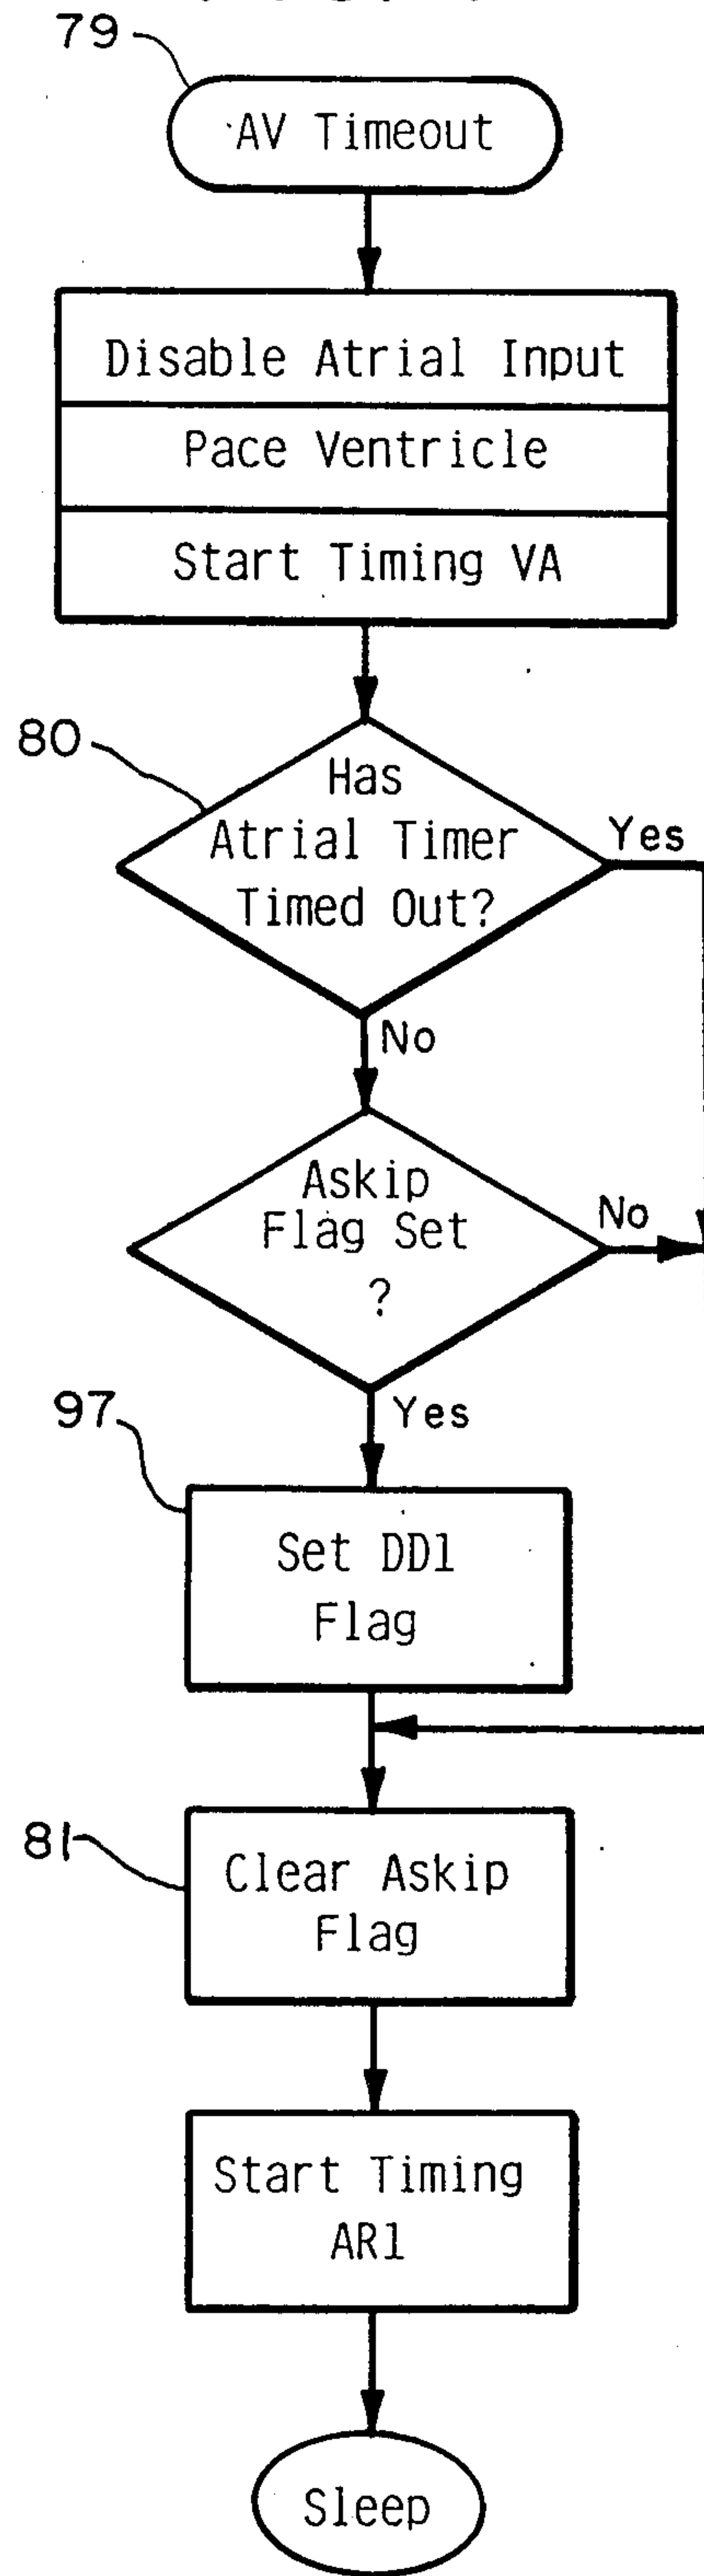 79
AV Timeout
Disable Atrial Input
Pace Ventricle
Start Timing VA
80
Has
Atrial Timer
Timed Out?
Yes
No
Askip
Flag Set
?
No
Yes
97
Set DD1
Flag
81
Clear Askip
Flag
Start Timing
AR1
Sleep